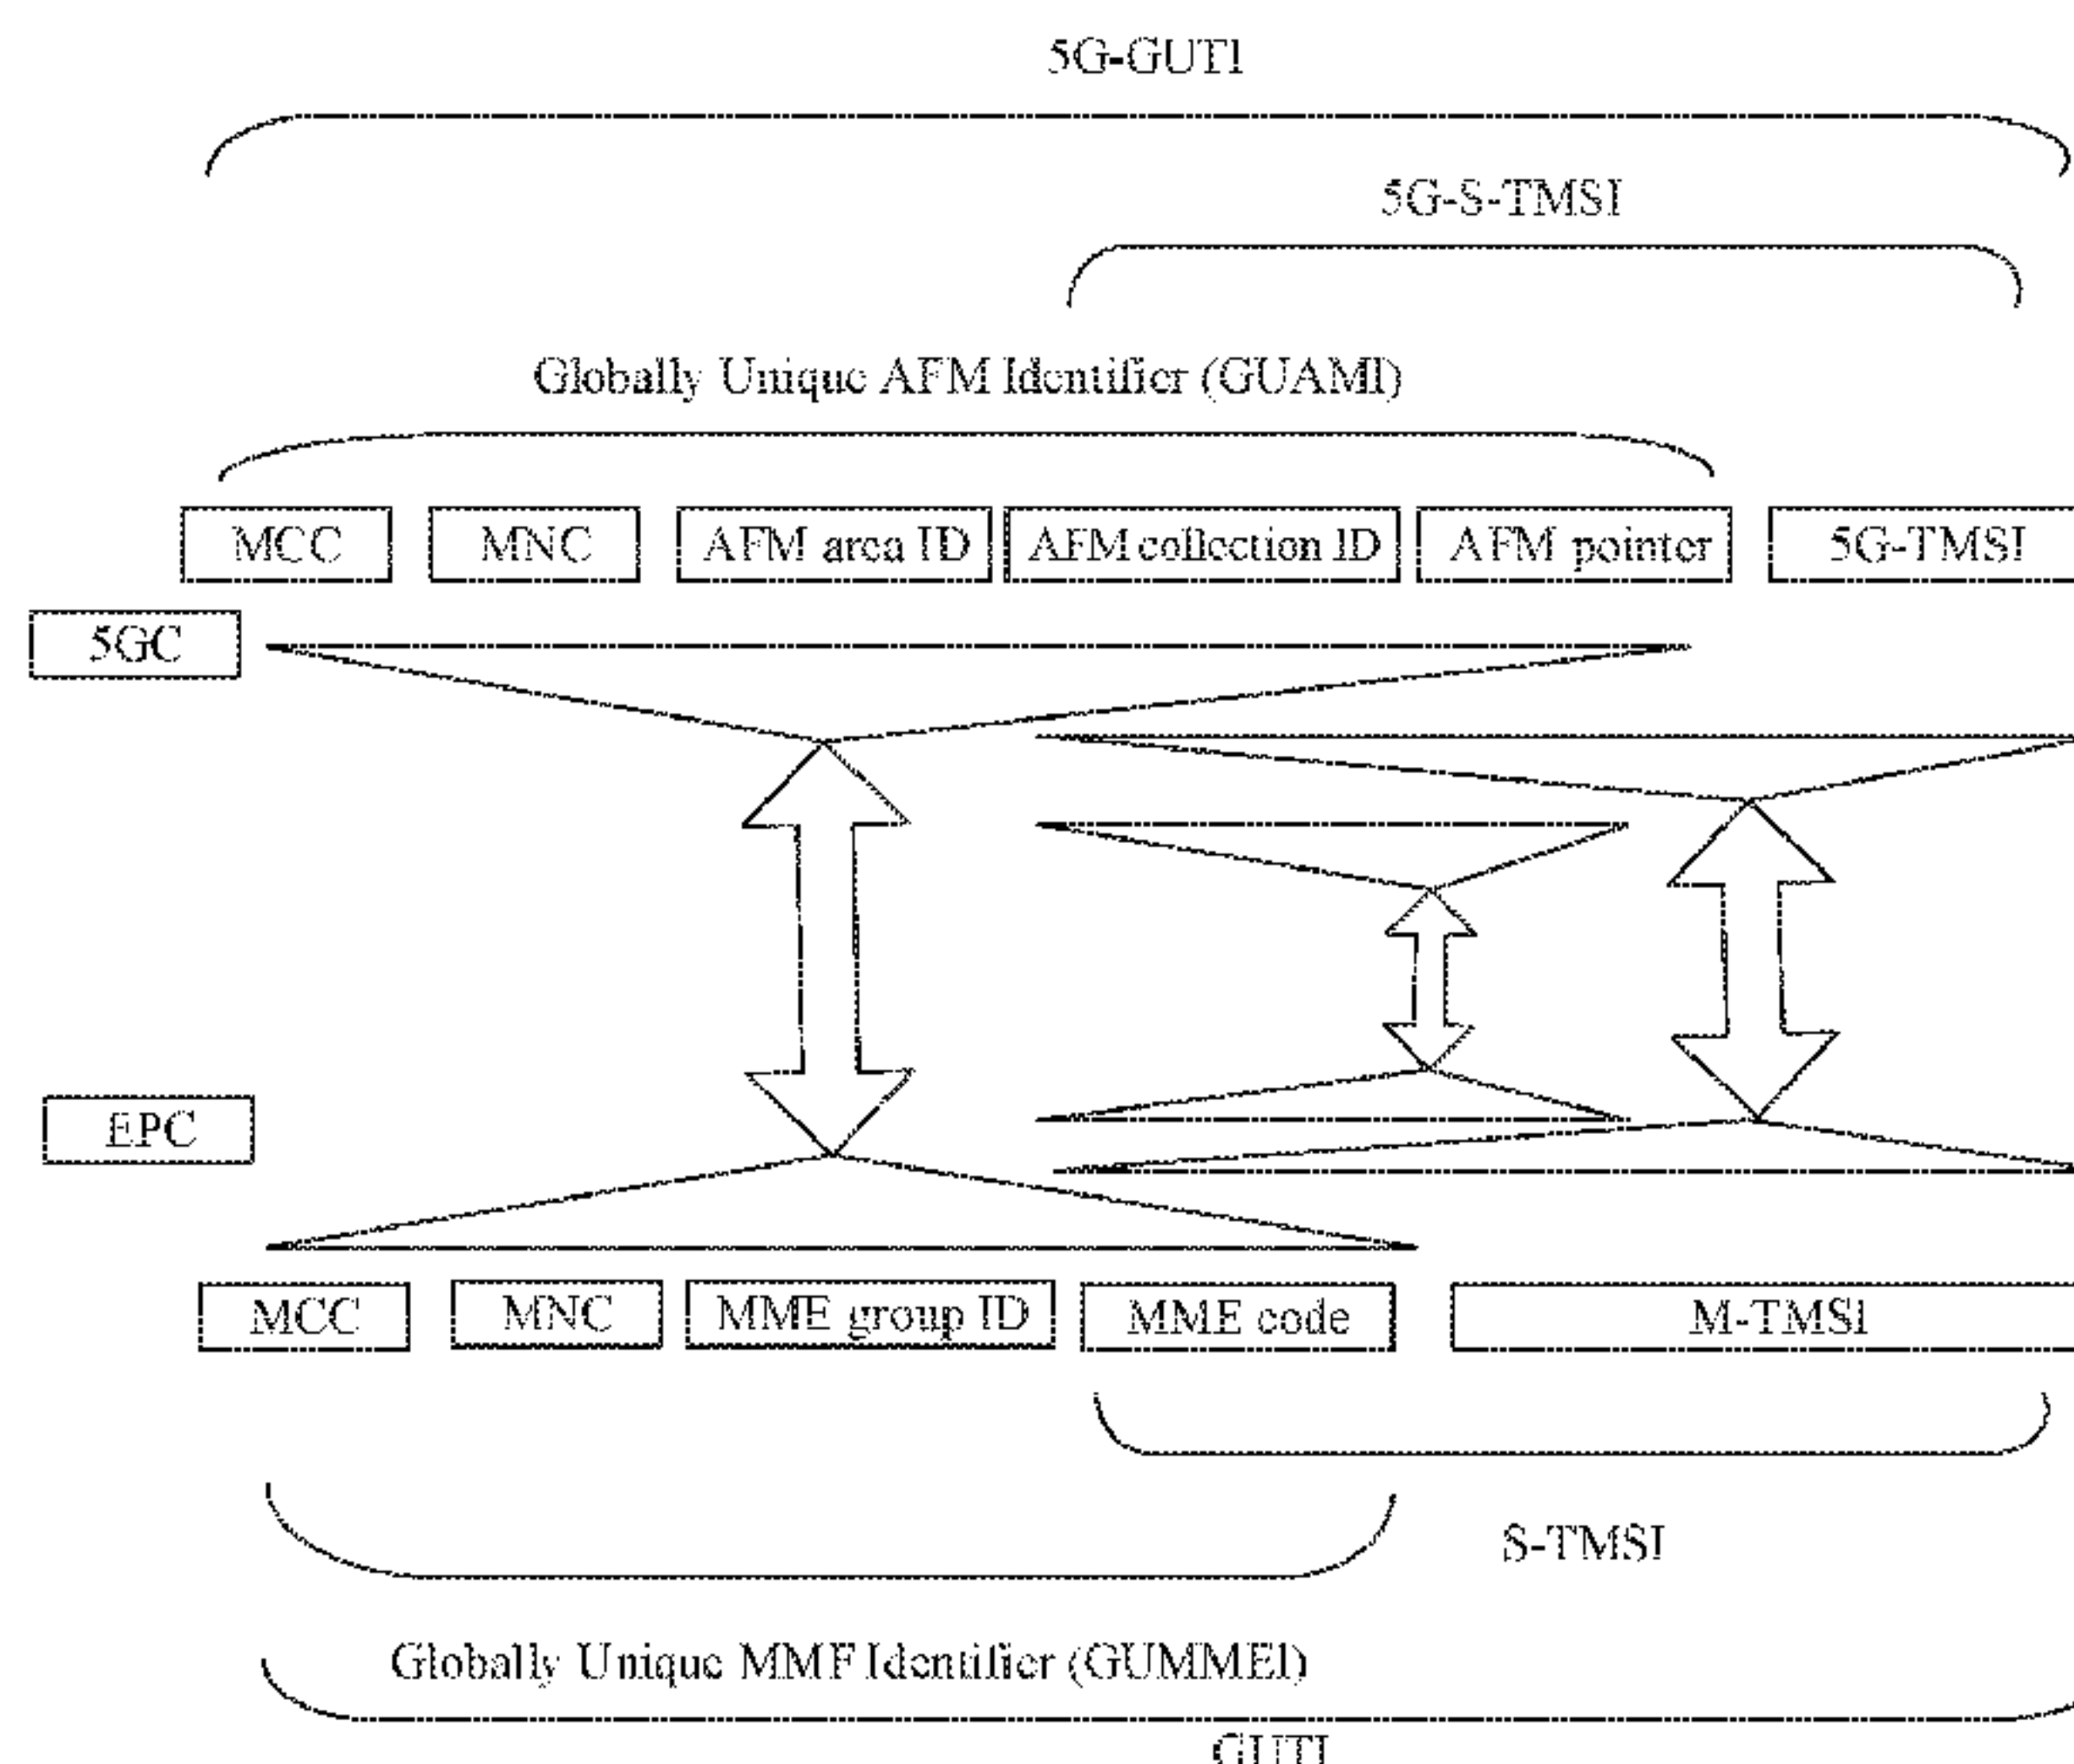 5G-GUTI
5G-S-TMSI
Globally Unique AFM Identifier (GUAMI)
MCC MNC AFM area ID AFM collection ID AFM pointer 5G-TMSI
5GC
EPC
MCC MNC MME group ID MME code M-TMSI
S-TMSI
Globally Unique MMF Identifier (GUMMEI)
GUTI